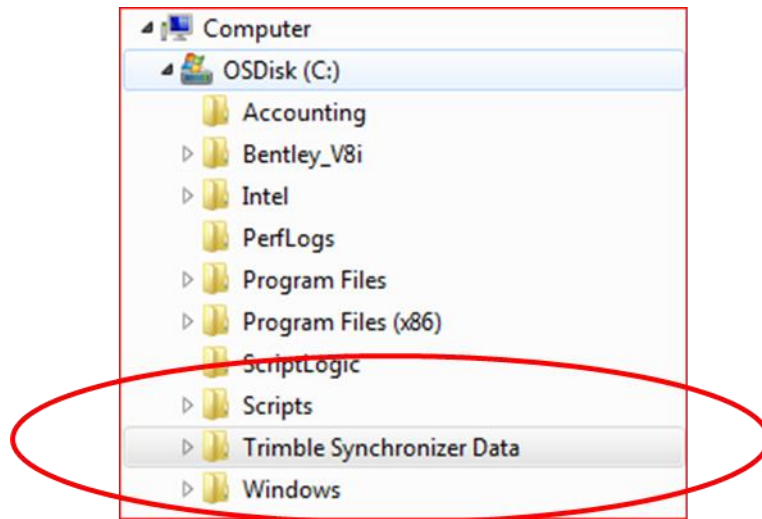 Computer
OSDisk (C:)
Accounting
Bentley_V8i
Intel
PerfLogs
Program Files
Program Files (x86)
ScriptLogic
Scripts
Trimble Synchronizer Data
Windows